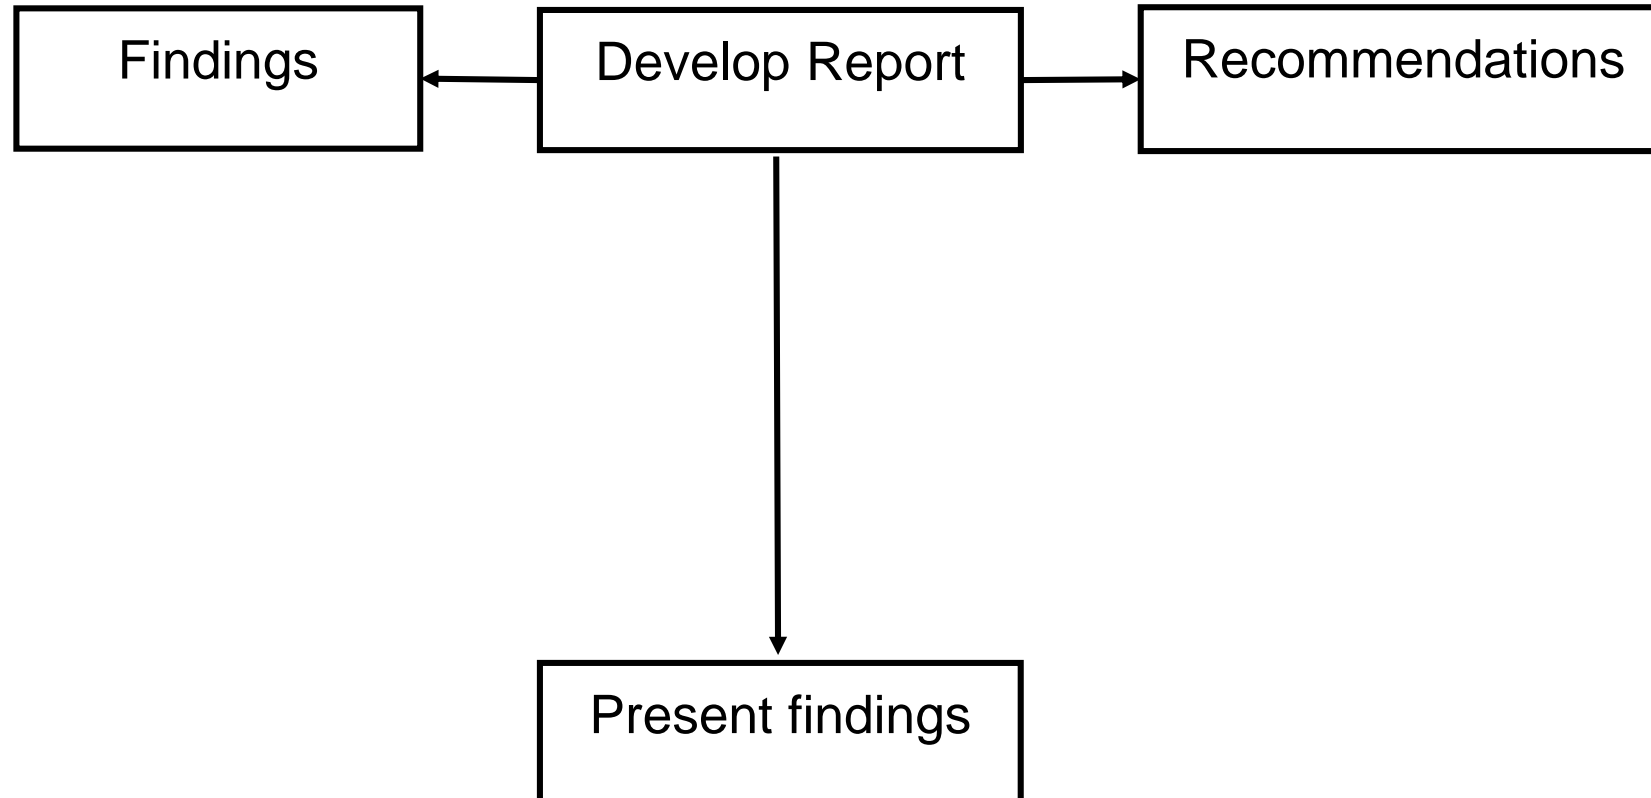 Findings
Develop Report
Recommendations
Present findings